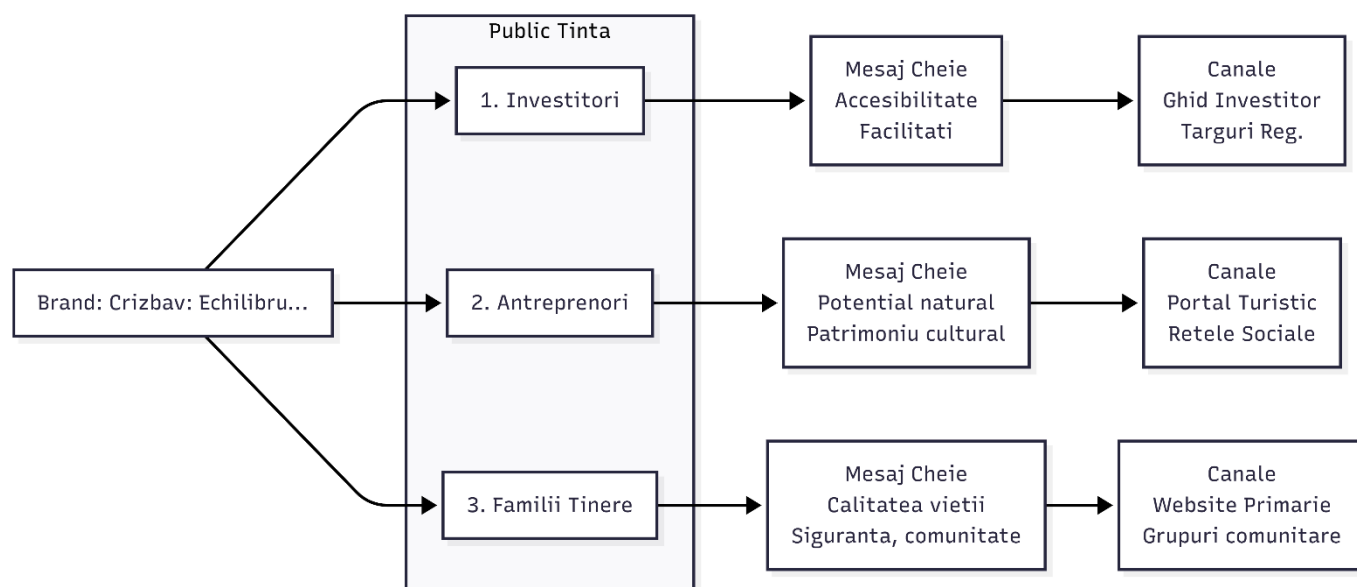 Public Tinta
Brand: Crizbav: Echilibru...
1. Investitori
Mesaj Cheie
Accesibilitate
Facilitati
Canale
Ghid Investitor
Targuri Reg.
2. Antreprenori
Mesaj Cheie
Potential natural
Patrimoniu cultural
Canale
Portal Turistic
Retele Sociale
3. Familii Tinere
Mesaj Cheie
Calitatea vietii
Siguranta, comunitate
Canale
Website Primarie
Grupuri comunitare